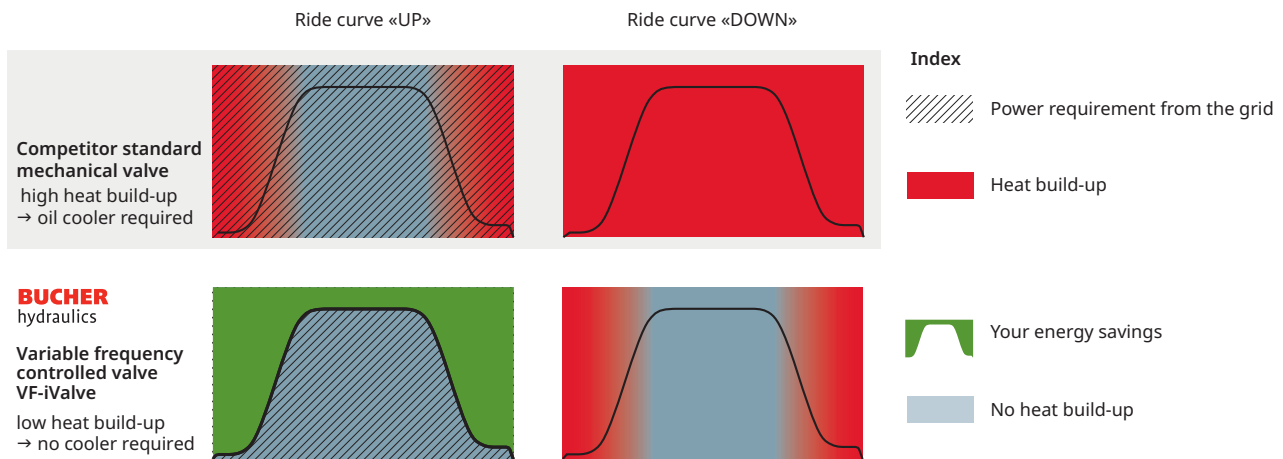 Ride curve «UP»
Ride curve «DOWN»
Index
Power requirement from the grid
Competitor standard
mechanical valve
high heat build-up
→ oil cooler required
Heat build-up
BUCHER
hydraulics
Variable frequency
controlled valve
VF-iValve
low heat build-up
→ no cooler required
Your energy savings
No heat build-up